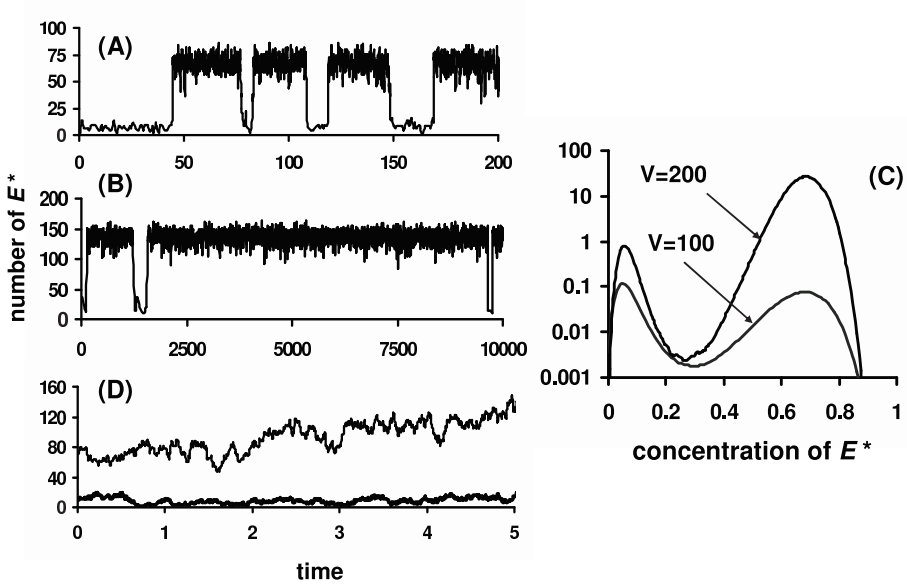 (A)
100
75
50
25
0
0 50 100 150 200
(B)
200
150
100
50
0
0 2500 5000 7500 10000
number of E*
(D)
160
120
80
40
0
0 1 2 3 4 5
time
(C)
100
10
1
0.1
0.01
0.001
V=200
V=100
0 0.2 0.4 0.6 0.8 1
concentration of E*